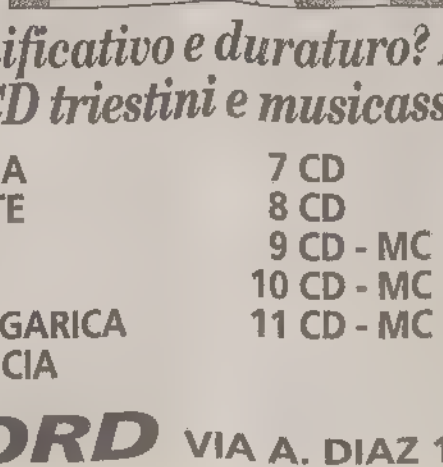 ificativo e duraturo?
CD triestini e musicass
A 7 CD
TE 8 CD
9 CD - MC
10 CD - MC
GARICA 11 CD - MC
CIA
ORD VIA A. DIAZ 1